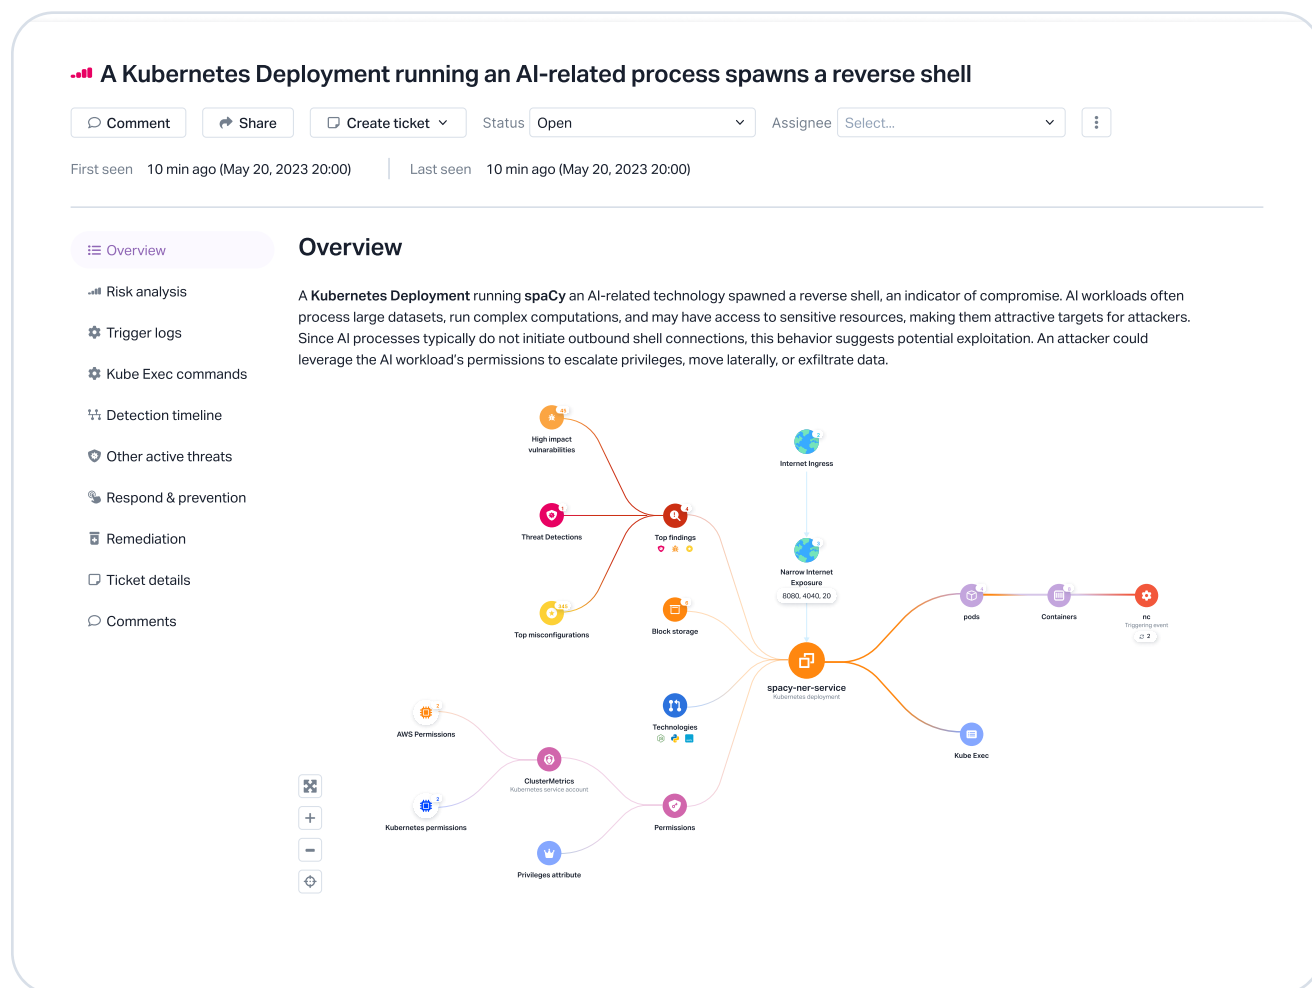 A Kubernetes Deployment running an AI-related process spawns a reverse shell
Comment Share Create ticket Status Open Assignee Select...
First seen 10 min ago (May 20, 2023 20:00) Last seen 10 min ago (May 20, 2023 20:00)
Overview
Risk analysis
Trigger logs
Kube Exec commands
Detection timeline
Other active threats
Respond & prevention
Remediation
Ticket details
Comments
Overview
A Kubernetes Deployment running spaCy an AI-related technology spawned a reverse shell, an indicator of compromise. AI workloads often
process large datasets, run complex computations, and may have access to sensitive resources, making them attractive targets for attackers.
Since AI processes typically do not initiate outbound shell connections, this behavior suggests potential exploitation. An attacker could
leverage the AI workload's permissions to escalate privileges, move laterally, or exfiltrate data.
High impact
vulnarabilities
Threat Detections
Top misconfigurations
4
Top findings
Block storage
Technologies
2
AWS Permissions
2
Kubernetes permissions
ClusterMetrics
Kubernetes service account
Privileges attribute
Permissions
Internet Ingress
Narrow Internet
Exposure
8080, 4040, 20
spacy-ner-service
Kubernetes deployment
pods
Containers
nc
Triggering event
2
Kube Exec